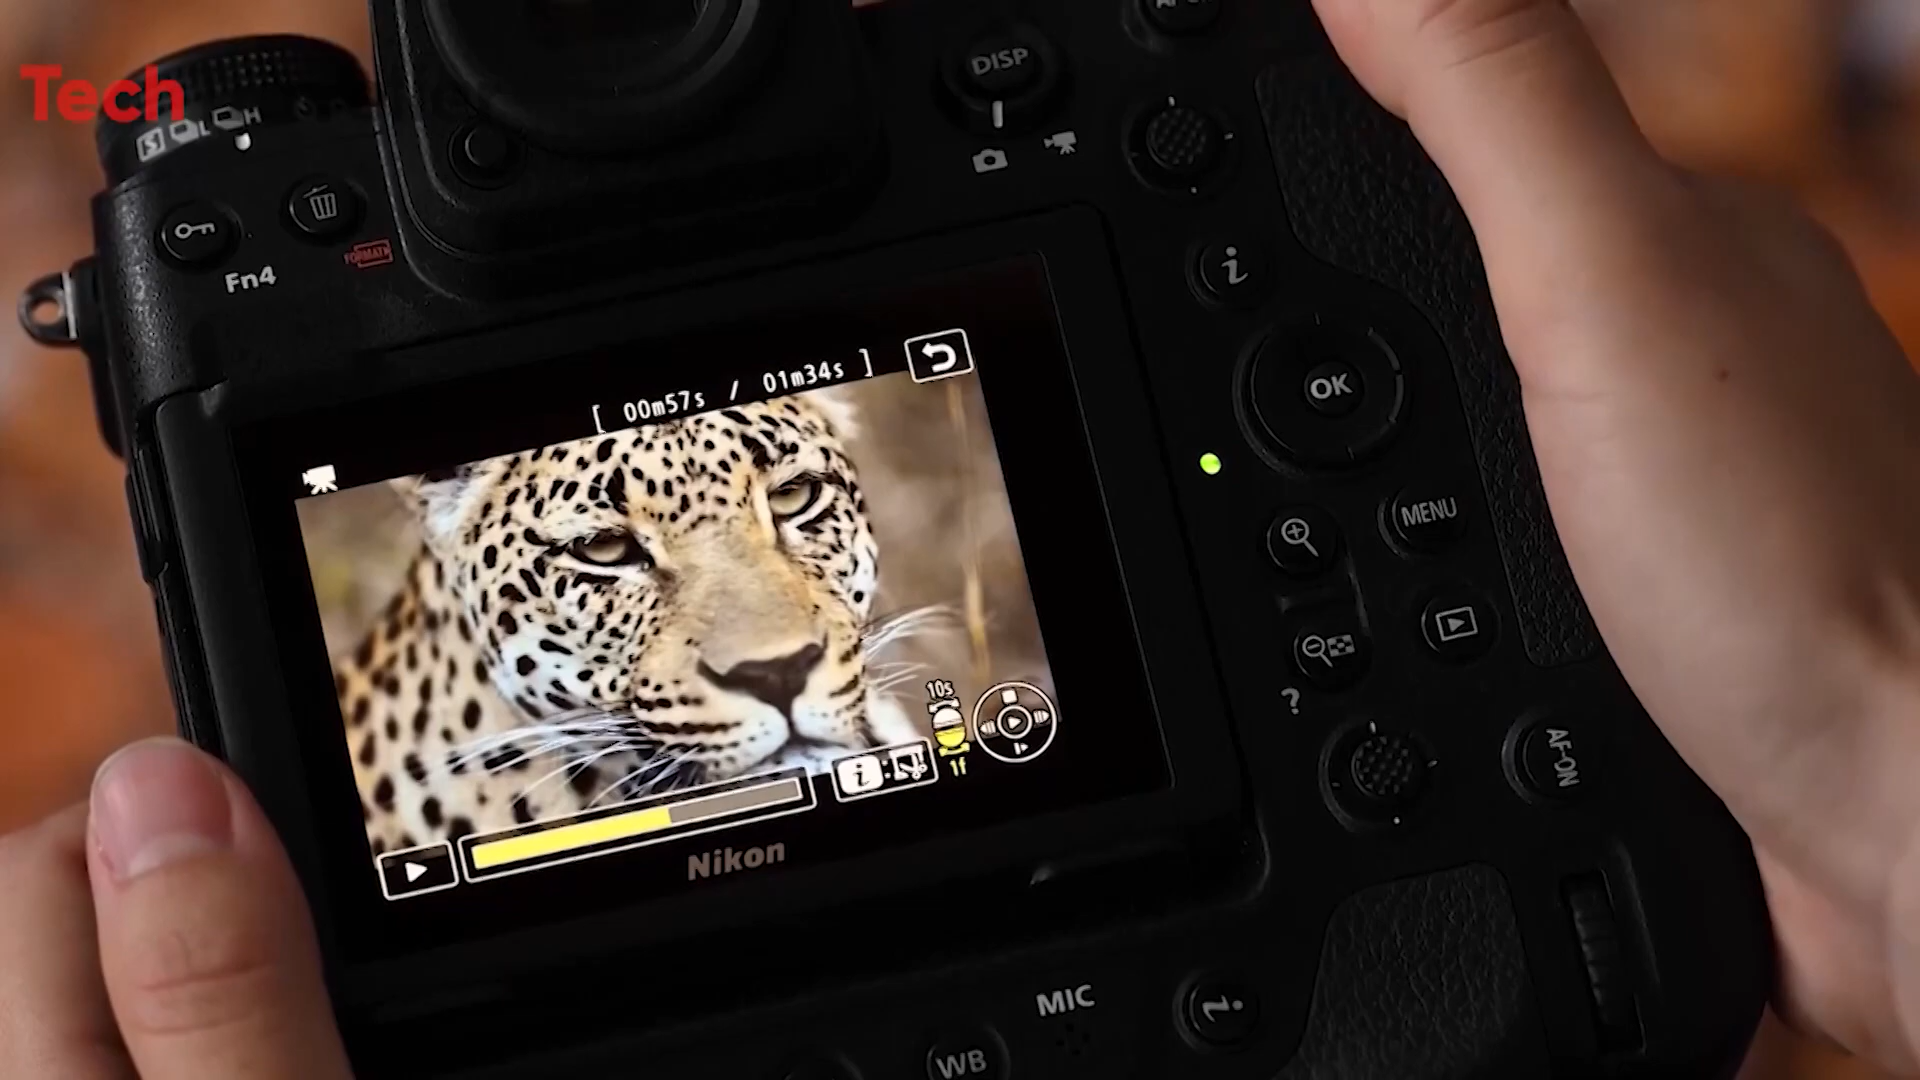 Tech
DISP
S L H
Fn4
FORMAT
i
[ 00m57s / 01m34s ]
OK
MENU
10s
i :
1f
?
AF-ON
Nikon
MIC
i
WB